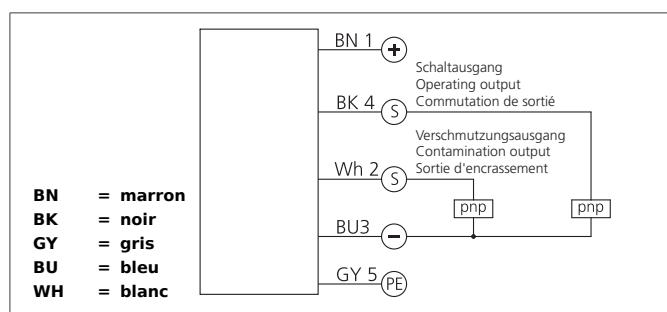 BN 1
+
Schaltausgang
Operating output
Commutation de sortié
BK 4
S
Verschmutzungsausgang
Contamination output
Sortie d'encrassement
Wh 2
S
pnp
pnp
BU3
−
GY 5
PE
BN = marron
BK = noir
GY = gris
BU = bleu
WH = blanc